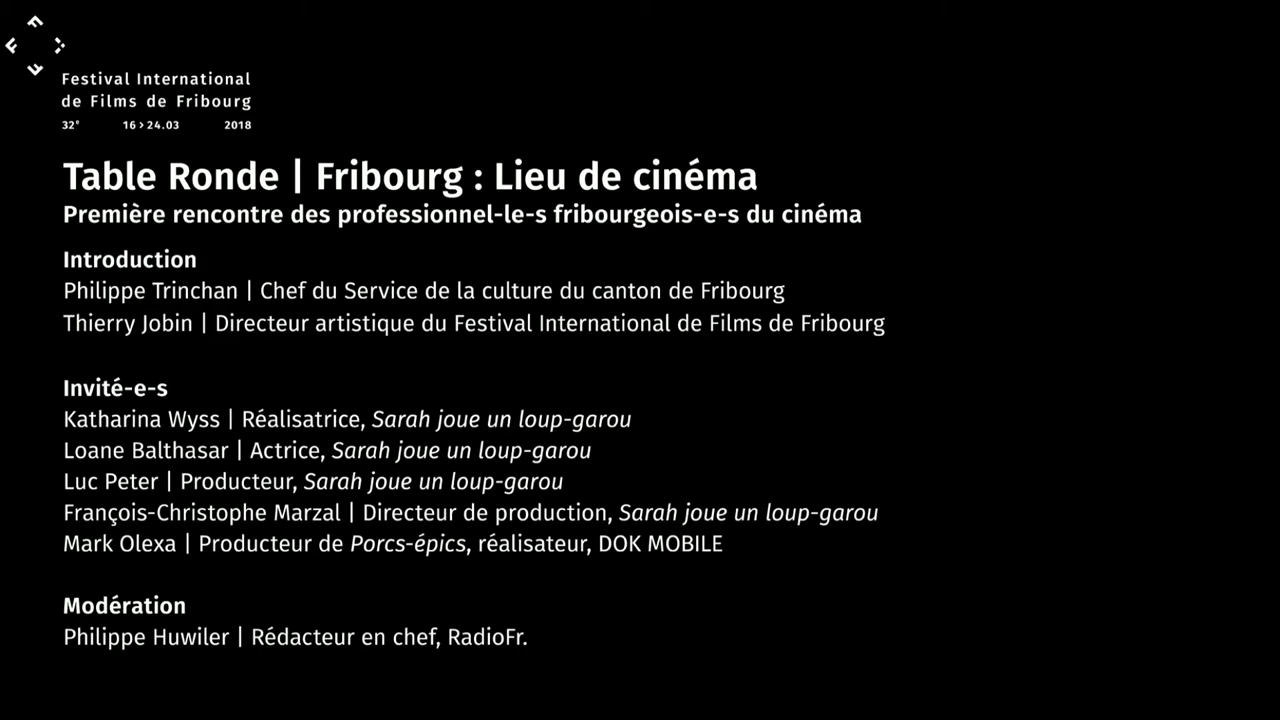 Festival International
de Films de Fribourg
32e 16>24.03 2018
Table Ronde | Fribourg : Lieu de cinéma
Première rencontre des professionnel-le-s fribourgeois-e-s du cinéma
Introduction
Philippe Trinchan | Chef du Service de la culture du canton de Fribourg
Thierry Jobin | Directeur artistique du Festival International de Films de Fribourg
Invité-e-s
Katharina Wyss | Réalisatrice, Sarah joue un loup-garou
Loane Balthasar | Actrice, Sarah joue un loup-garou
Luc Peter | Producteur, Sarah joue un loup-garou
François-Christophe Marzal | Directeur de production, Sarah joue un loup-garou
Mark Olexa | Producteur de Porcs-épics, réalisateur, DOK MOBILE
Modération
Philippe Huwiler | Rédacteur en chef, RadioFr.